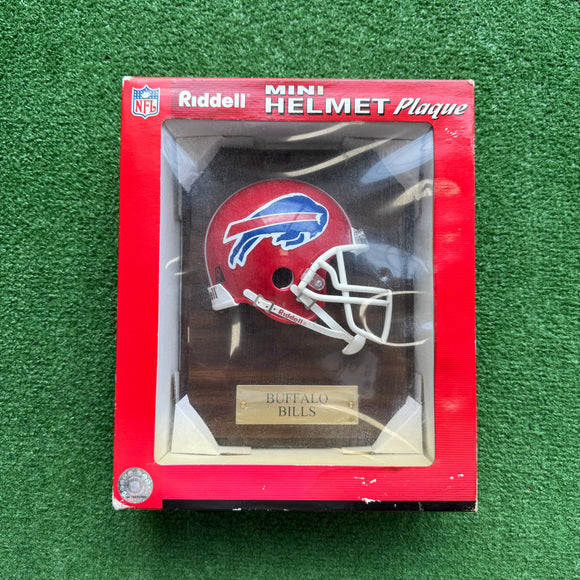 NFL
Riddell
MINI
HELMET Plaque
Riddell
BUFFALO
BILLS